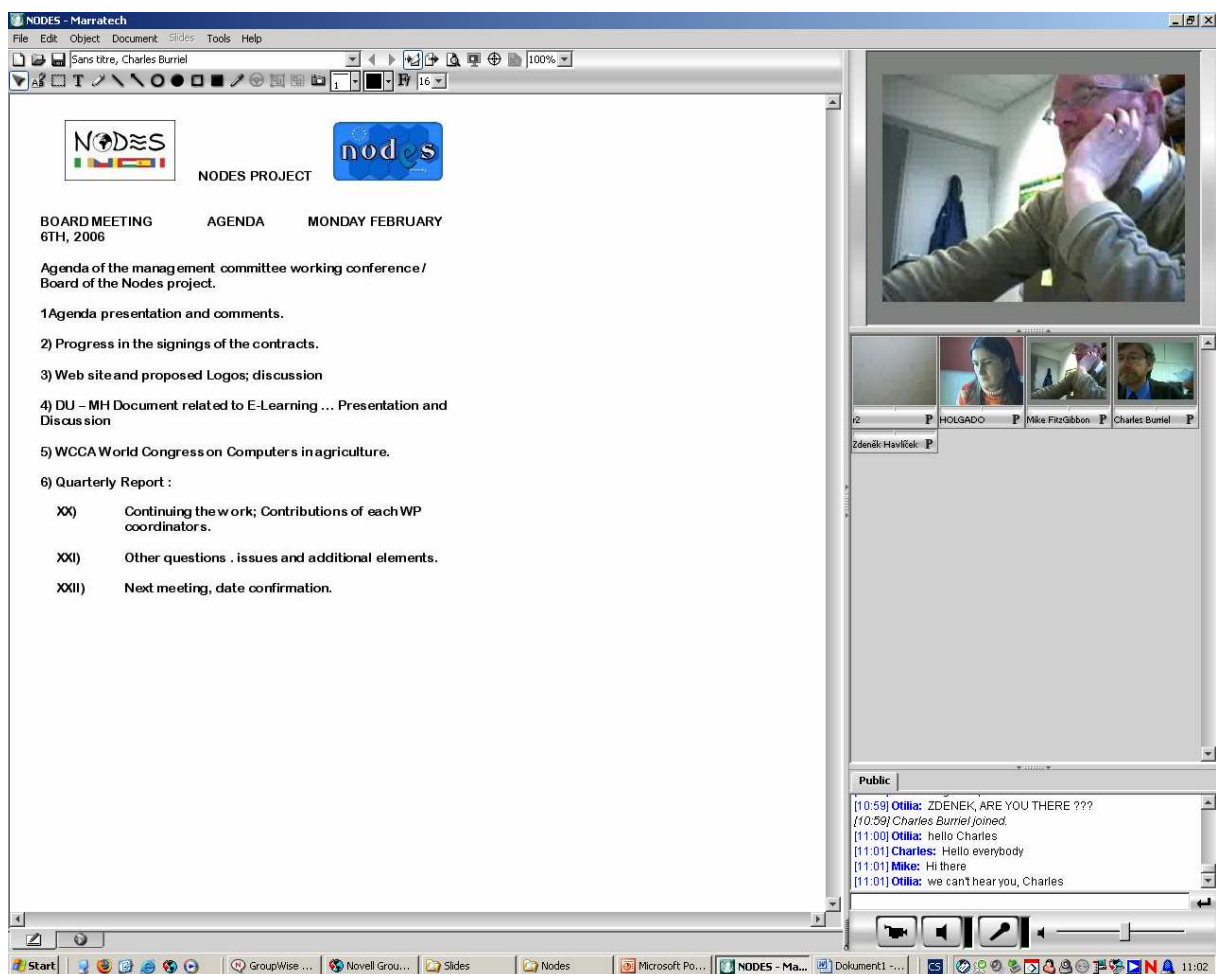 NODES - Marratech
File Edit Object Document Slides Tools Help
Sans titre, Charles Burriel
100%
1
16
NODES
nodes
NODES PROJECT
BOARD MEETING AGENDA MONDAY FEBRUARY
6TH, 2006
Agenda of the management committee working conference /
Board of the Nodes project.
1Agenda presentation and comments.
2) Progress in the signings of the contracts.
3) Web site and proposed Logos; discussion
4) DU – MH Document related to E-Learning ... Presentation and
Discussion
5) WCCA World Congress on Computers in agriculture.
6) Quarterly Report :
XX) Continuing the work; Contributions of each WP
coordinators.
XXI) Other questions . issues and additional elements.
XXII) Next meeting, date confirmation.
r2 P HOLGADO P Mike FitzGibbon P Charles Burriel P
Zdeněk Havlíček P
Public
[10:59] Otilia: ZDENEK, ARE YOU THERE ???
[10:59] Charles Burriel joined.
[11:00] Otilia: hello Charles
[11:01] Charles: Hello everybody
[11:01] Mike: Hi there
[11:01] Otilia: we can't hear you, Charles
Start GroupWise ... Novell Grou... Slides Nodes Microsoft Po... NODES - Ma... Dokument1 -... CS 11:02